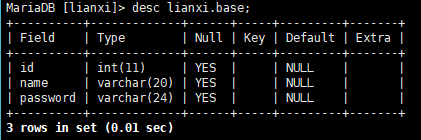 MariaDB [lianxi]> desc lianxi.base;
+----------+-------------+------+-----+---------+-------+
| Field    | Type        | Null | Key | Default | Extra |
+----------+-------------+------+-----+---------+-------+
| id       | int(11)     | YES  |     | NULL    |       |
| name     | varchar(20) | YES  |     | NULL    |       |
| password | varchar(24) | YES  |     | NULL    |       |
+----------+-------------+------+-----+---------+-------+
3 rows in set (0.01 sec)